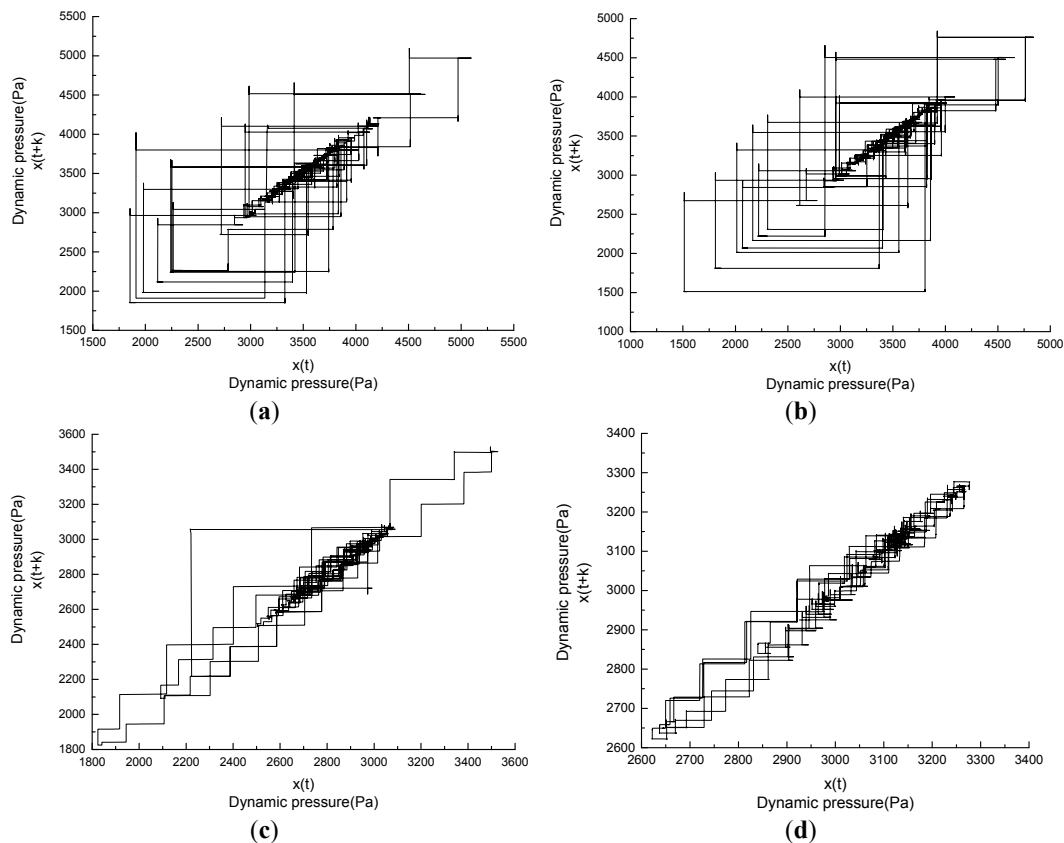 5500
5000
4500
4000
3500
3000
2500
2000
1500
Dynamic pressure(Pa)
x(t+k)
1500 2000 2500 3000 3500 4000 4500 5000 5500
x(t)
Dynamic pressure(Pa)
(a)
5000
4500
4000
3500
3000
2500
2000
1500
1000
Dynamic pressure(Pa)
x(t+k)
1000 1500 2000 2500 3000 3500 4000 4500 5000
x(t)
Dynamic pressure(Pa)
(b)
3600
3400
3200
3000
2800
2600
2400
2200
2000
1800
Dynamic pressure(Pa)
x(t+k)
1800 2000 2200 2400 2600 2800 3000 3200 3400 3600
x(t)
Dynamic pressure(Pa)
(c)
3400
3300
3200
3100
3000
2900
2800
2700
2600
Dynamic pressure(Pa)
x(t+k)
2600 2700 2800 2900 3000 3100 3200 3300 3400
x(t)
Dynamic pressure(Pa)
(d)